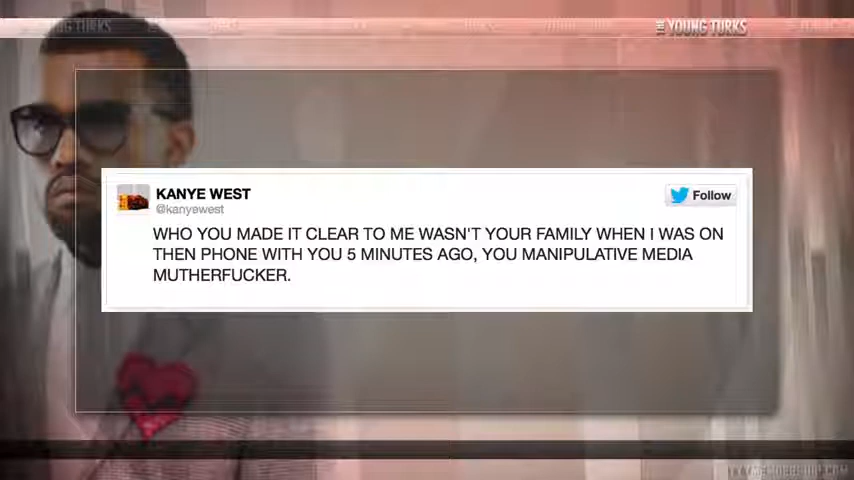 THE YOUNG TURKS
KANYE WEST
@kanyewest
Follow
WHO YOU MADE IT CLEAR TO ME WASN'T YOUR FAMILY WHEN I WAS ON
THEN PHONE WITH YOU 5 MINUTES AGO, YOU MANIPULATIVE MEDIA
MUTHERFUCKER.